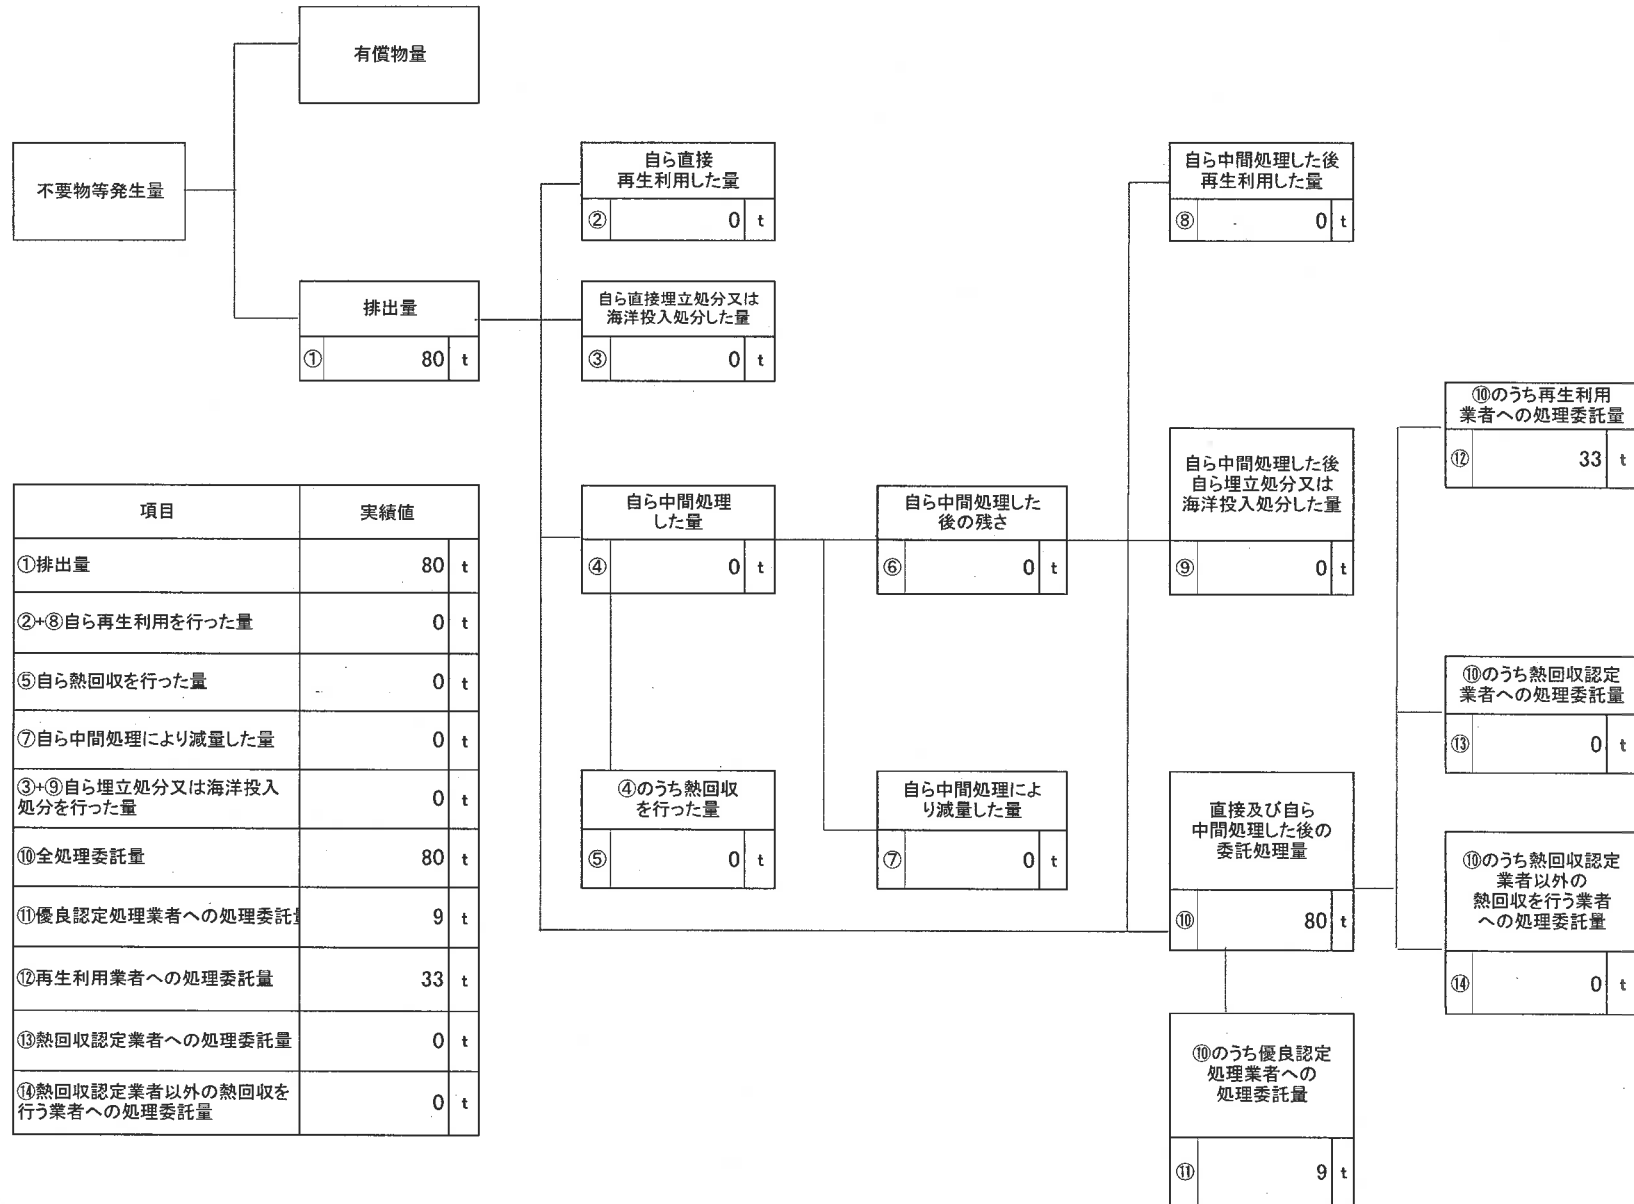 有償物量
不要物等発生量
排出量
① 80 t
自ら直接
再生利用した量
② 0 t
自ら直接埋立処分又は
海洋投入処分した量
③ 0 t
自ら中間処理
した量
④ 0 t
④のうち熱回収
を行った量
⑤ 0 t
自ら中間処理した
後の残さ
⑥ 0 t
自ら中間処理によ
り減量した量
⑦ 0 t
自ら中間処理した後
再生利用した量
⑧ 0 t
自ら中間処理した後
自ら埋立処分又は
海洋投入処分した量
⑨ 0 t
直接及び自ら
中間処理した後の
委託処理量
⑩ 80 t
⑩のうち優良認定
処理業者への
処理委託量
⑪ 9 t
⑩のうち再生利用
業者への処理委託量
⑫ 33 t
⑩のうち熱回収認定
業者への処理委託量
⑬ 0 t
⑩のうち熱回収認定
業者以外の
熱回収を行う業者
への処理委託量
⑭ 0 t
項目 実績値
①排出量 80 t
②+⑧自ら再生利用を行った量 0 t
⑤自ら熱回収を行った量 0 t
⑦自ら中間処理により減量した量 0 t
③+⑨自ら埋立処分又は海洋投入
処分を行った量 0 t
⑩全処理委託量 80 t
⑪優良認定処理業者への処理委託 9 t
⑫再生利用業者への処理委託量 33 t
⑬熱回収認定業者への処理委託量 0 t
⑭熱回収認定業者以外の熱回収を
行う業者への処理委託量 0 t